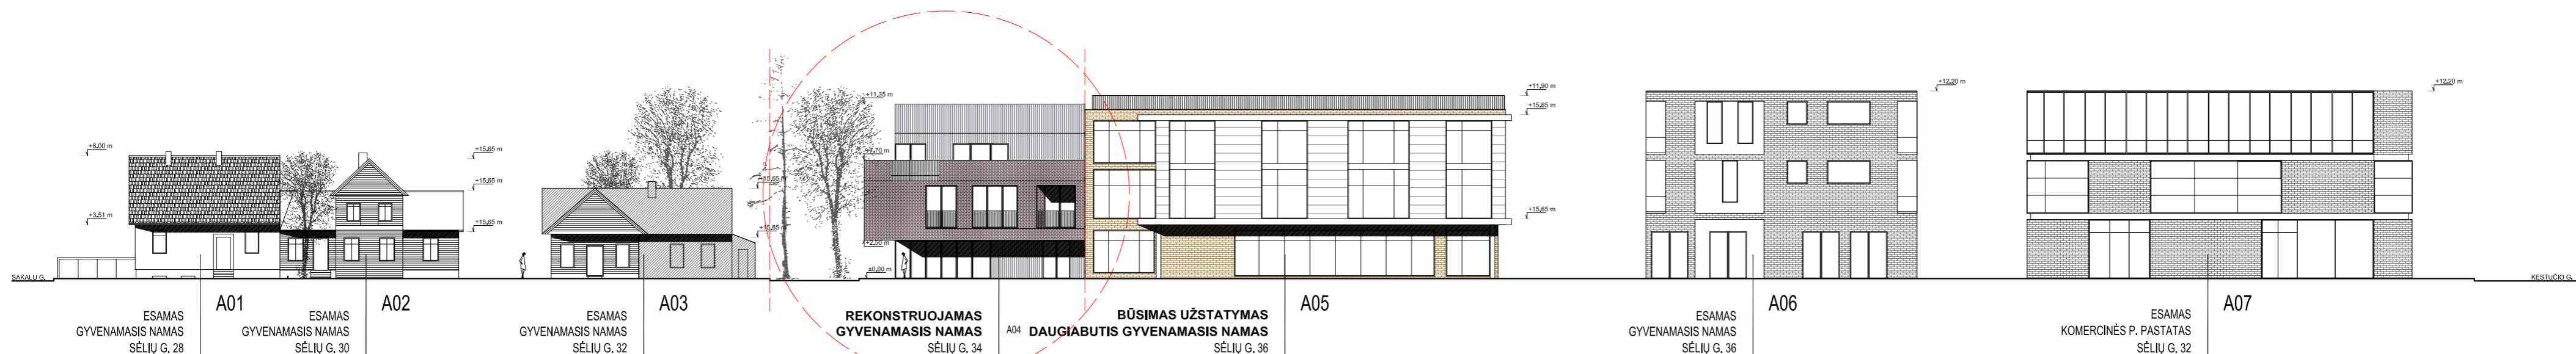 +8,00 m
+3,51 m
+15,65 m
+15,65 m
+15,65 m
+15,65 m
+15,65 m
+11,35 m
+7,70 m
+2,50 m
±0,00 m
+11,90 m
+15,65 m
+15,65 m
+12,20 m
+12,20 m
SAKALŲ G.
KĘSTUČIO G.
A01
ESAMAS
GYVENAMASIS NAMAS
SĖLIŲ G. 28
A02
ESAMAS
GYVENAMASIS NAMAS
SĖLIŲ G. 30
A03
ESAMAS
GYVENAMASIS NAMAS
SĖLIŲ G. 32
REKONSTRUOJAMAS
GYVENAMASIS NAMAS
SĖLIŲ G. 34
A04
A05
BŪSIMAS UŽSTATYMAS
DAUGIABUTIS GYVENAMASIS NAMAS
SĖLIŲ G. 36
A06
ESAMAS
GYVENAMASIS NAMAS
SĖLIŲ G. 36
A07
ESAMAS
KOMERCINĖS P. PASTATAS
SĖLIŲ G. 32